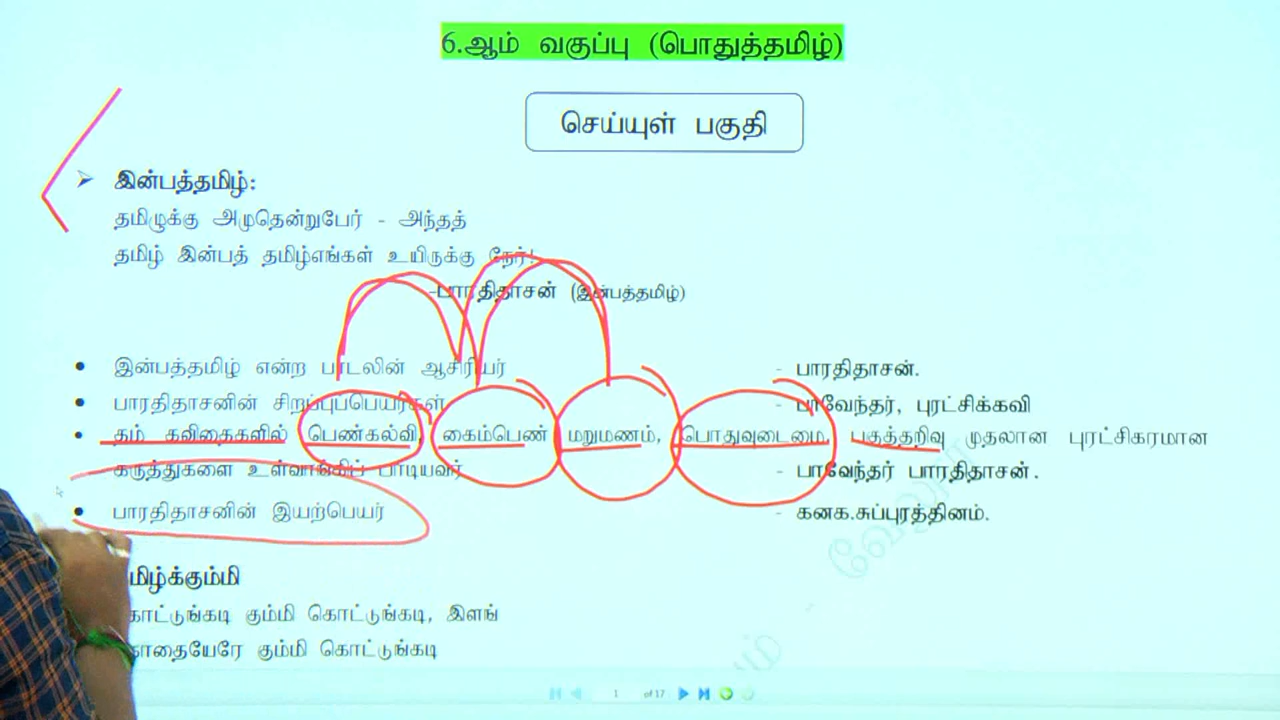 6.ஆம் வகுப்பு (பொதுத்தமிழ்)
செய்யுள் பகுதி
➢ இன்பத்தமிழ்:
தமிழுக்கு அமுதென்றுபேர் - அந்தத்
தமிழ் இன்பத் தமிழ்எங்கள் உயிருக்கு நேர்!
-பாரதிதாசன் (இன்பத்தமிழ்)
• இன்பத்தமிழ் என்ற பாடலின் ஆசிரியர் - பாரதிதாசன்.
• பாரதிதாசனின் சிறப்புப்பெயர்கள் - பாவேந்தர், புரட்சிக்கவி
• தம் கவிதைகளில் பெண்கல்வி, கைம்பெண் மறுமணம், பொதுவுடைமை, பகுத்தறிவு முதலான புரட்சிகரமான
கருத்துகளை உள்வாங்கிப் பாடியவர் - பாவேந்தர் பாரதிதாசன்.
• பாரதிதாசனின் இயற்பெயர் - கனக.சுப்புரத்தினம்.
மிழ்க்கும்மி
காட்டுங்கடி கும்மி கொட்டுங்கடி, இளங்
காதையேரே கும்மி கொட்டுங்கடி
1 of 17